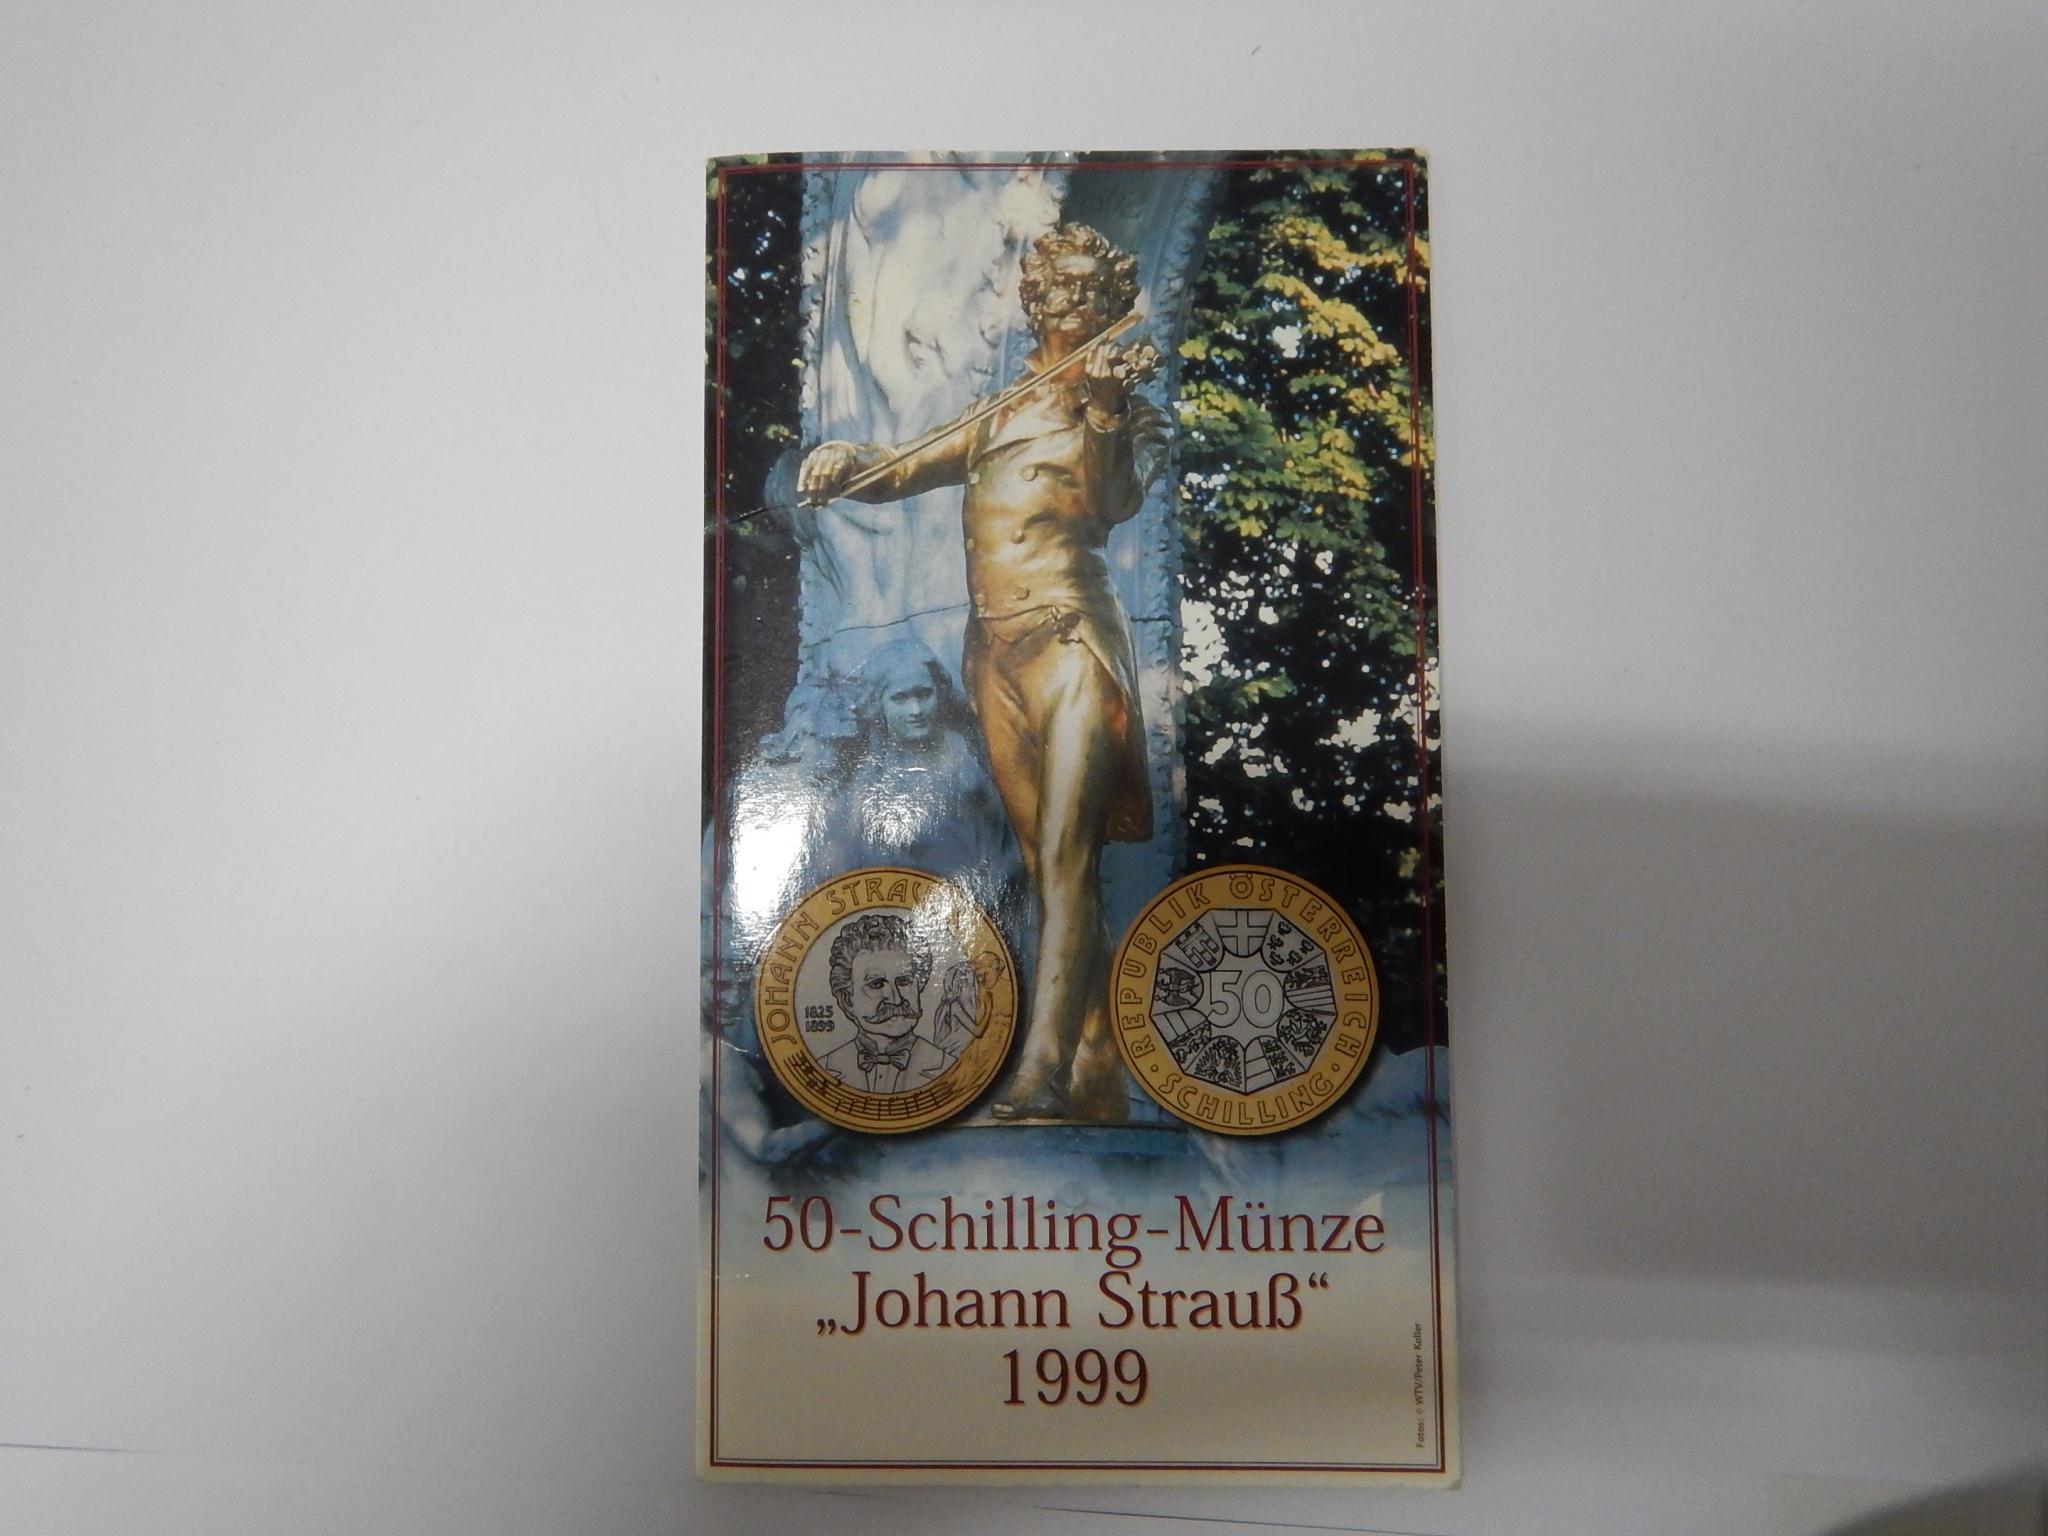 JOHANN STRAUSS
1825
1899
REPUBLIK ÖSTERREICH
50
· SCHILLING ·
50-Schilling-Münze
„Johann Strauß“
1999
Fotos: © WTV/Peter Koller